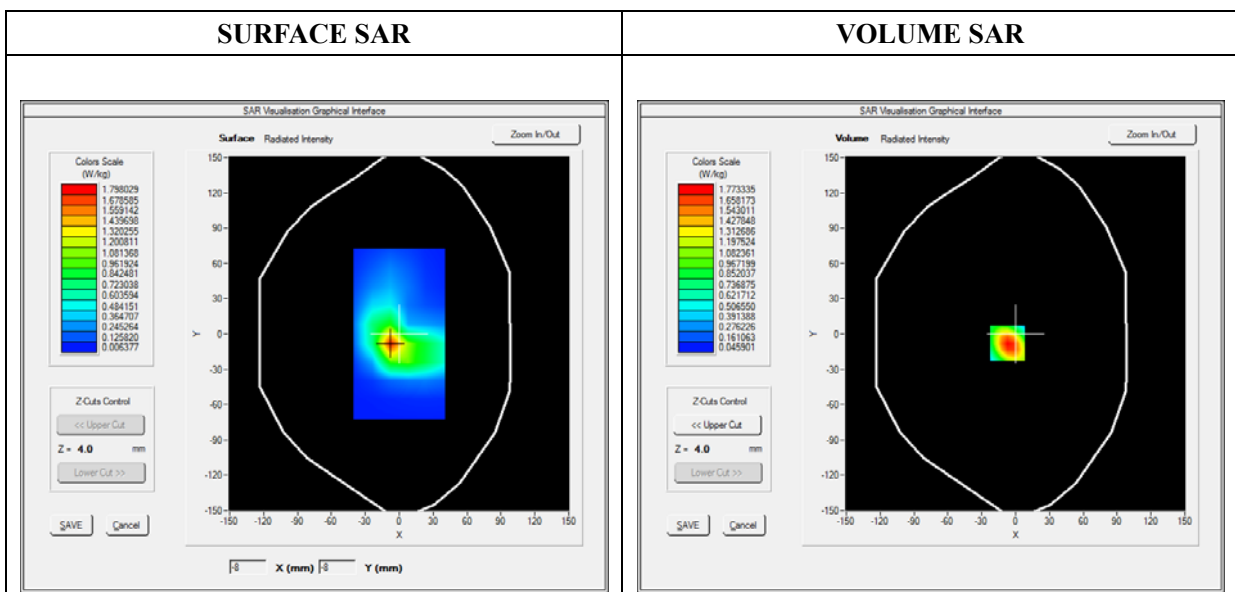 SURFACE SAR
VOLUME SAR
SAR Visualisation Graphical Interface
Surface Radiated Intensity
Zoom In/Out
Colors Scale
(W/kg)
1.798029
1.678585
1.559142
1.439698
1.320255
1.200811
1.081368
0.961924
0.842481
0.723038
0.603594
0.484151
0.364707
0.245264
0.125820
0.006377
Z-Cuts Control
<< Upper Cut
Z = 4.0 mm
Lower Cut >>
SAVE Cancel
150
120
90
60
30
0
-30
-60
-90
-120
-150
Y
-150 -120 -90 -60 -30 0 30 60 90 120 150
X
-8 X (mm) -8 Y (mm)
SAR Visualisation Graphical Interface
Volume Radiated Intensity
Zoom In/Out
Colors Scale
(W/kg)
1.773335
1.658173
1.543011
1.427848
1.312686
1.197524
1.082361
0.967199
0.852037
0.736875
0.621712
0.506550
0.391388
0.276226
0.161063
0.045901
Z-Cuts Control
<< Upper Cut
Z = 4.0 mm
Lower Cut >>
SAVE Cancel
150
120
90
60
30
0
-30
-60
-90
-120
-150
Y
-150 -120 -90 -60 -30 0 30 60 90 120 150
X